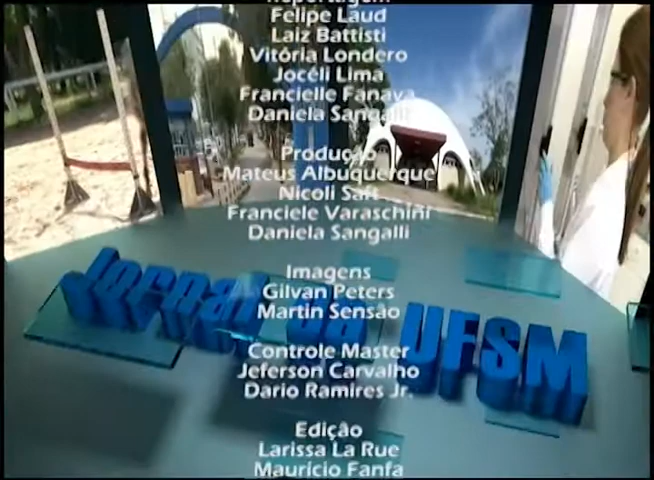 Reportagem
Felipe Laud
Laiz Battisti
Vitória Londero
Jocéli Lima
Francielle Fanaya
Daniela Sangalli
Produção
Mateus Albuquerque
Nicoli Saft
Franciele Varaschini
Daniela Sangalli
Imagens
Gilvan Peters
Martin Sensão
Jornal da UFSM
Controle Master
Jeferson Carvalho
Dario Ramires Jr.
Edição
Larissa La Rue
Maurício Fanfa